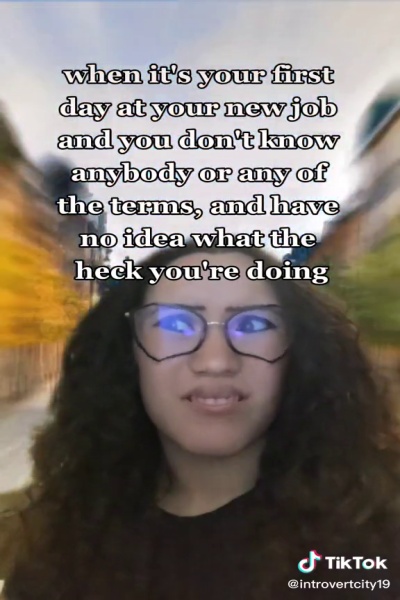 when it's your first
day at your new job
and you don't know
anybody or any of
the terms, and have
no idea what the
heck you're doing
TikTok
@introvertcity19